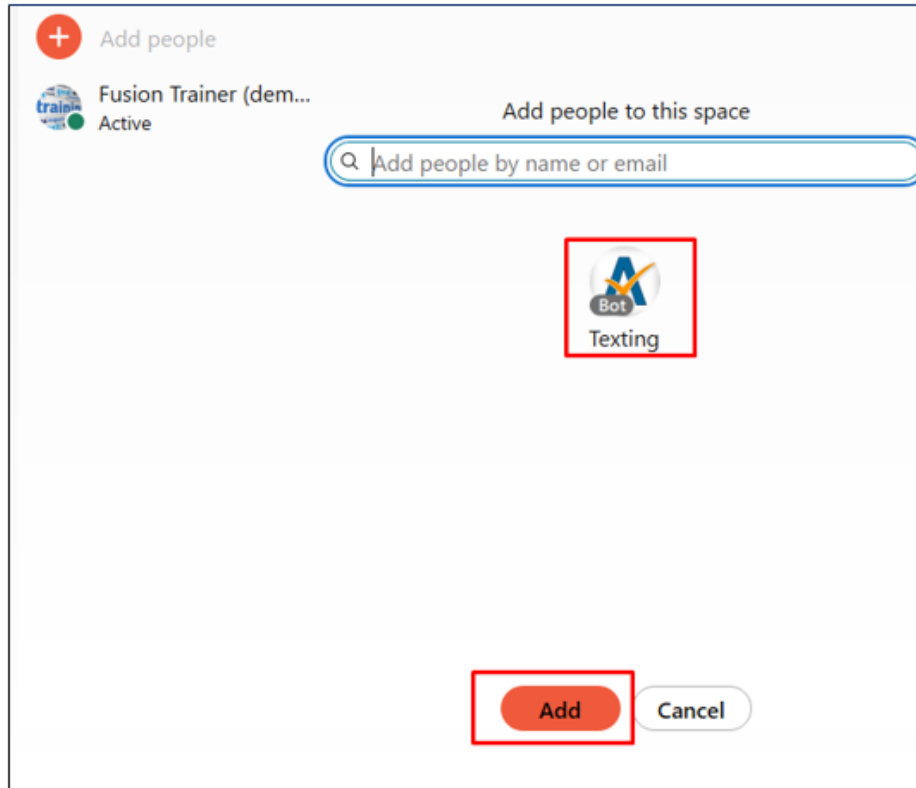 Add people
Fusion Trainer (dem...
Active
Add people to this space
Add people by name or email
Bot
Texting
Add
Cancel